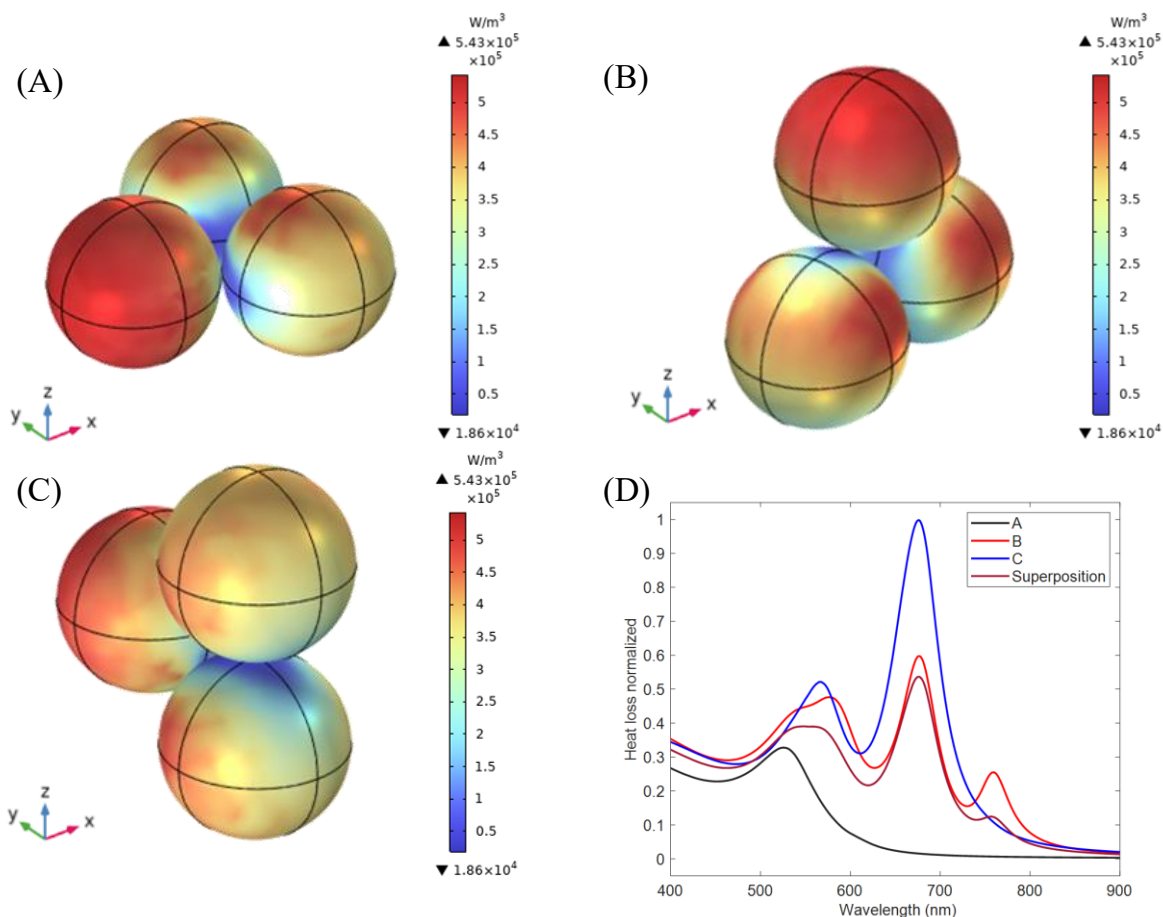 (A)
W/m³
▲ 5.43×10⁵
×10⁵
5
4.5
4
3.5
3
2.5
2
1.5
1
0.5
▼ 1.86×10⁴
z
y
x
(B)
W/m³
▲ 5.43×10⁵
×10⁵
5
4.5
4
3.5
3
2.5
2
1.5
1
0.5
▼ 1.86×10⁴
z
y
x
(C)
W/m³
▲ 5.43×10⁵
×10⁵
5
4.5
4
3.5
3
2.5
2
1.5
1
0.5
▼ 1.86×10⁴
z
y
x
(D)
Heat loss normalized
1
0.9
0.8
0.7
0.6
0.5
0.4
0.3
0.2
0.1
0
A
B
C
Superposition
400 500 600 700 800 900
Wavelength (nm)